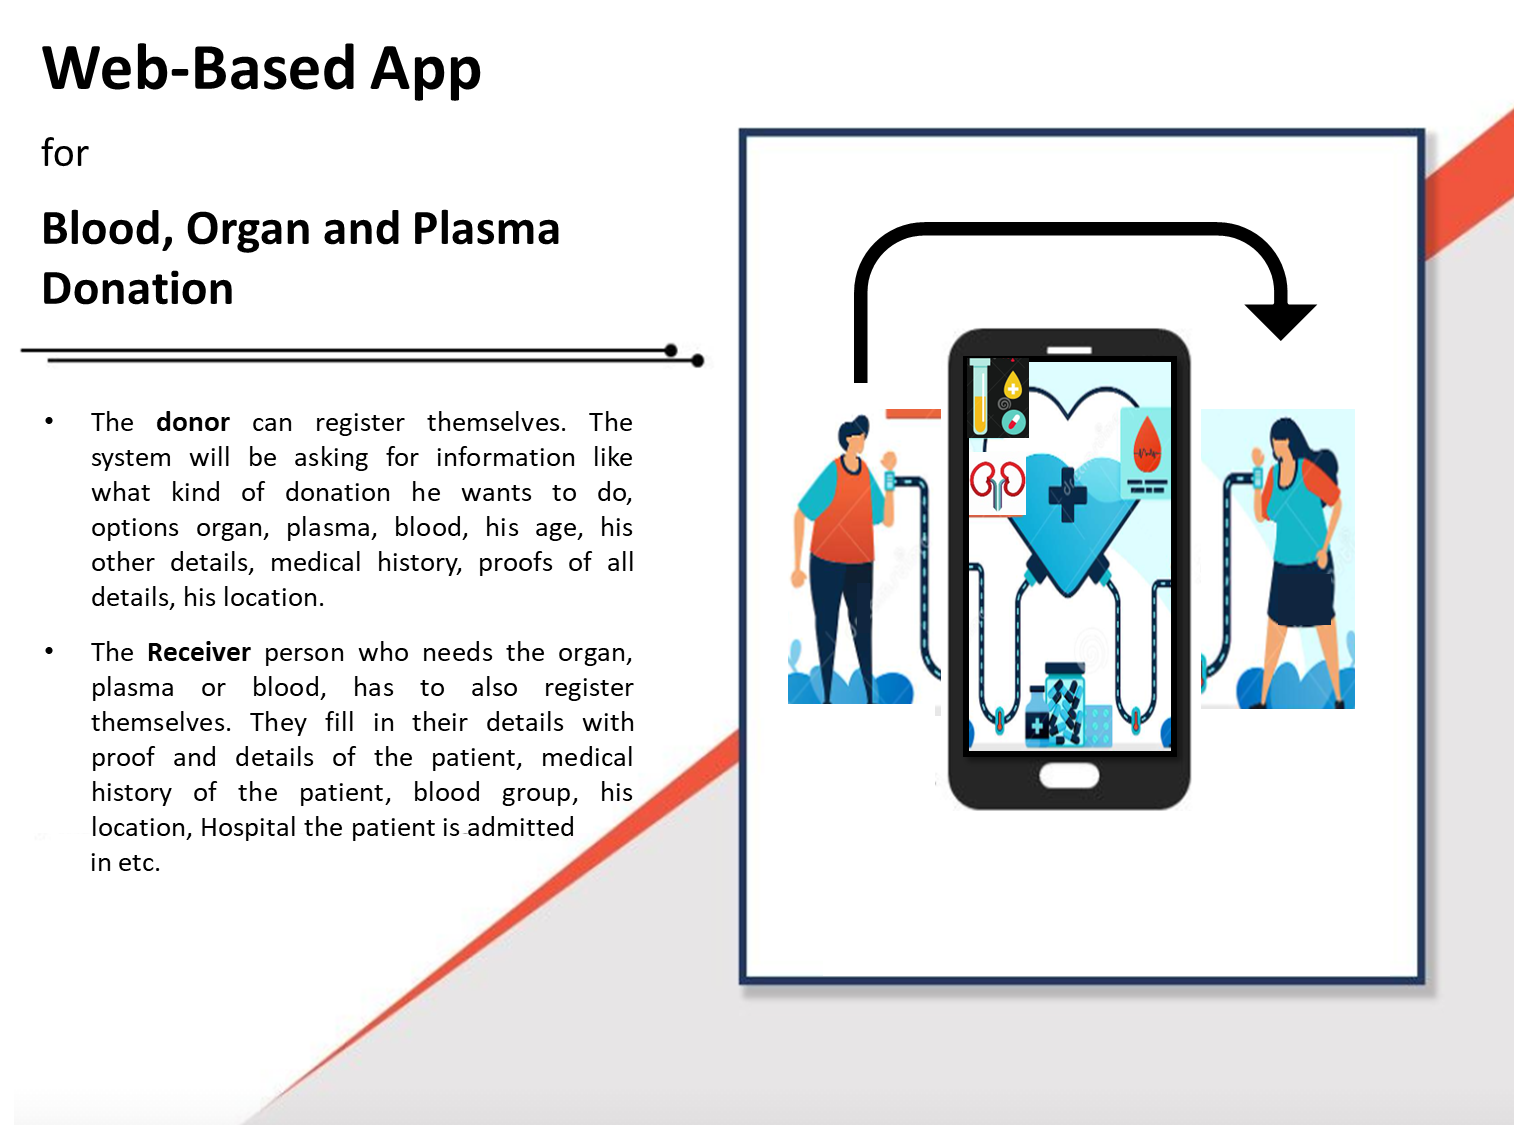 Web-Based App
for
Blood, Organ and Plasma
Donation
• The donor can register themselves. The
system will be asking for information like
what kind of donation he wants to do,
options organ, plasma, blood, his age, his
other details, medical history, proofs of all
details, his location.
• The Receiver person who needs the organ,
plasma or blood, has to also register
themselves. They fill in their details with
proof and details of the patient, medical
history of the patient, blood group, his
location, Hospital the patient is admitted
in etc.